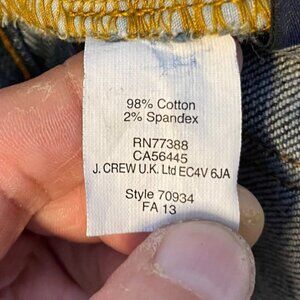 98% Cotton
2% Spandex
RN77388
CA56445
J. CREW U.K. Ltd EC4V 6JA
Style 70934
FA 13